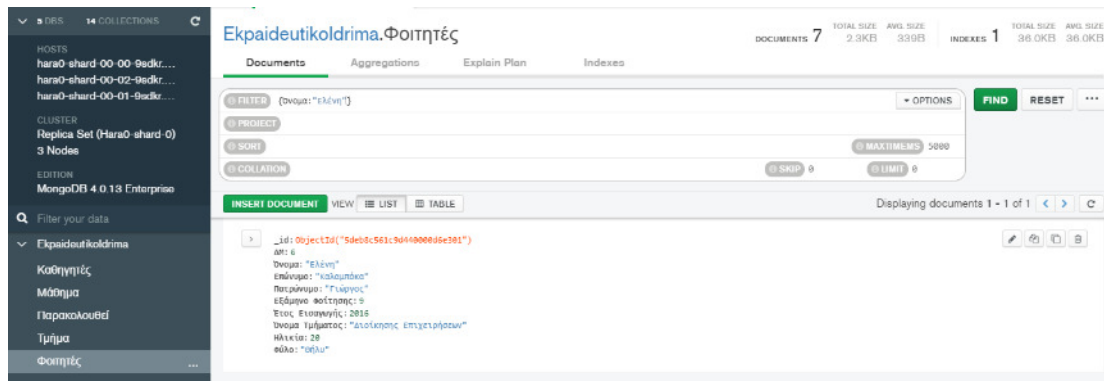 5 DBS 14 COLLECTIONS
HOSTS
hara0-shard-00-00-9sdkr....
hara0-shard-00-02-9sdkr....
hara0-shard-00-01-9sdkr....
CLUSTER
Replica Set (Hara0-shard-0)
3 Nodes
EDITION
MongoDB 4.0.13 Enterprise
Filter your data
Ekpaideutikoldrima
Καθηγητές
Μάθημα
Παρακολουθεί
Τμήμα
Φοιτητές ...
Ekpaideutikoldrima.Φοιτητές
DOCUMENTS 7 TOTAL SIZE 2.3KB AVG. SIZE 339B INDEXES 1 TOTAL SIZE 36.0KB AVG. SIZE 36.0KB
Documents Aggregations Explain Plan Indexes
FILTER {Όνομα:"Ελένη"} OPTIONS FIND RESET ...
PROJECT
SORT MAXTIMEMS 5000
COLLATION SKIP 0 LIMIT 0
INSERT DOCUMENT VIEW LIST TABLE Displaying documents 1 - 1 of 1
_id: ObjectId("5deb8c561c9d440000d6e301")
ΑΜ: 6
Όνομα: "Ελένη"
Επώνυμο: "Καλαμπόκα"
Πατρώνυμο: "Γιώργος"
Εξάμηνο Φοίτησης: 9
Έτος Εισαγωγής: 2016
Όνομα Τμήματος: "Διοίκησης Επιχειρήσεων"
Ηλικία: 20
Φύλο: "Θήλυ"